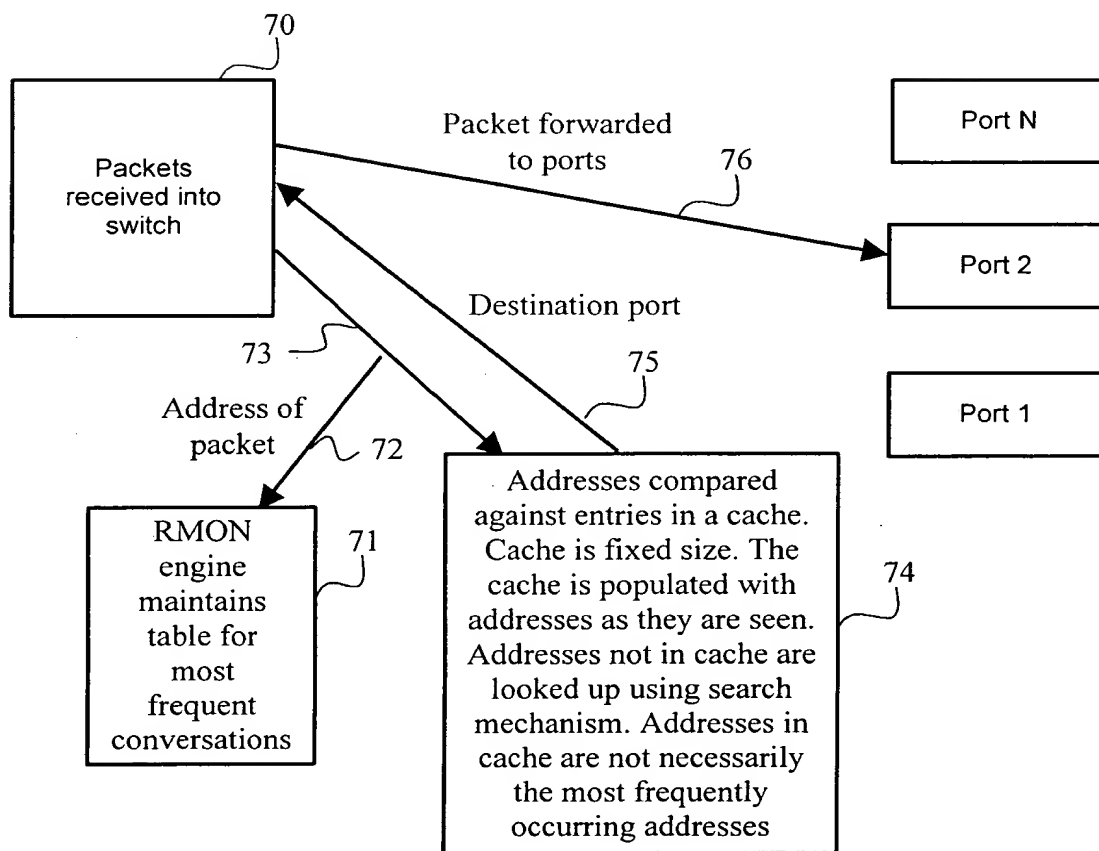 70
Packets
received into
switch
Packet forwarded
to ports
76
Port N
Port 2
Port 1
Destination port
73
75
Address of
packet
72
RMON
engine
maintains
table for
most
frequent
conversations
71
Addresses compared
against entries in a cache.
Cache is fixed size. The
cache is populated with
addresses as they are seen.
Addresses not in cache are
looked up using search
mechanism. Addresses in
cache are not necessarily
the most frequently
occurring addresses
74